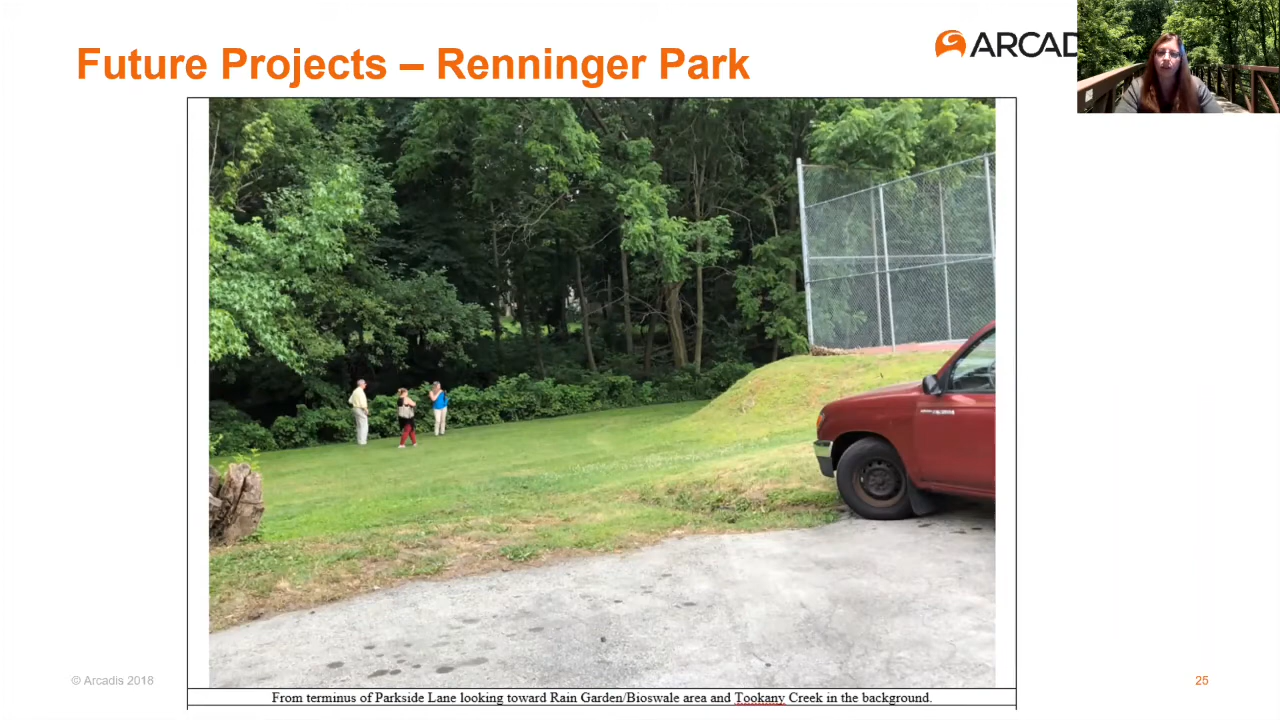 Future Projects – Renninger Park
ARCAD
From terminus of Parkside Lane looking toward Rain Garden/Bioswale area and Tookany Creek in the background.
© Arcadis 2018
25